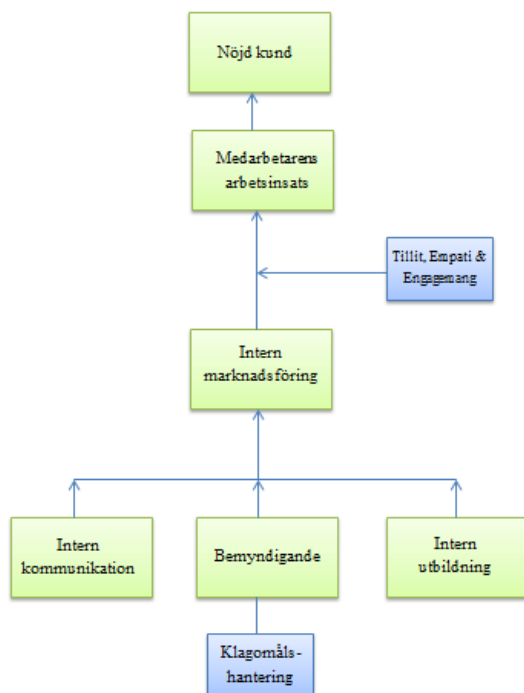 Nöjd kund
Medarbetarens
arbetsinsats
Tillit, Empati &
Engagemang
Intern
marknadsföring
Intern
kommunikation
Bemyndigande
Intern
utbildning
Klagomåls-
hantering